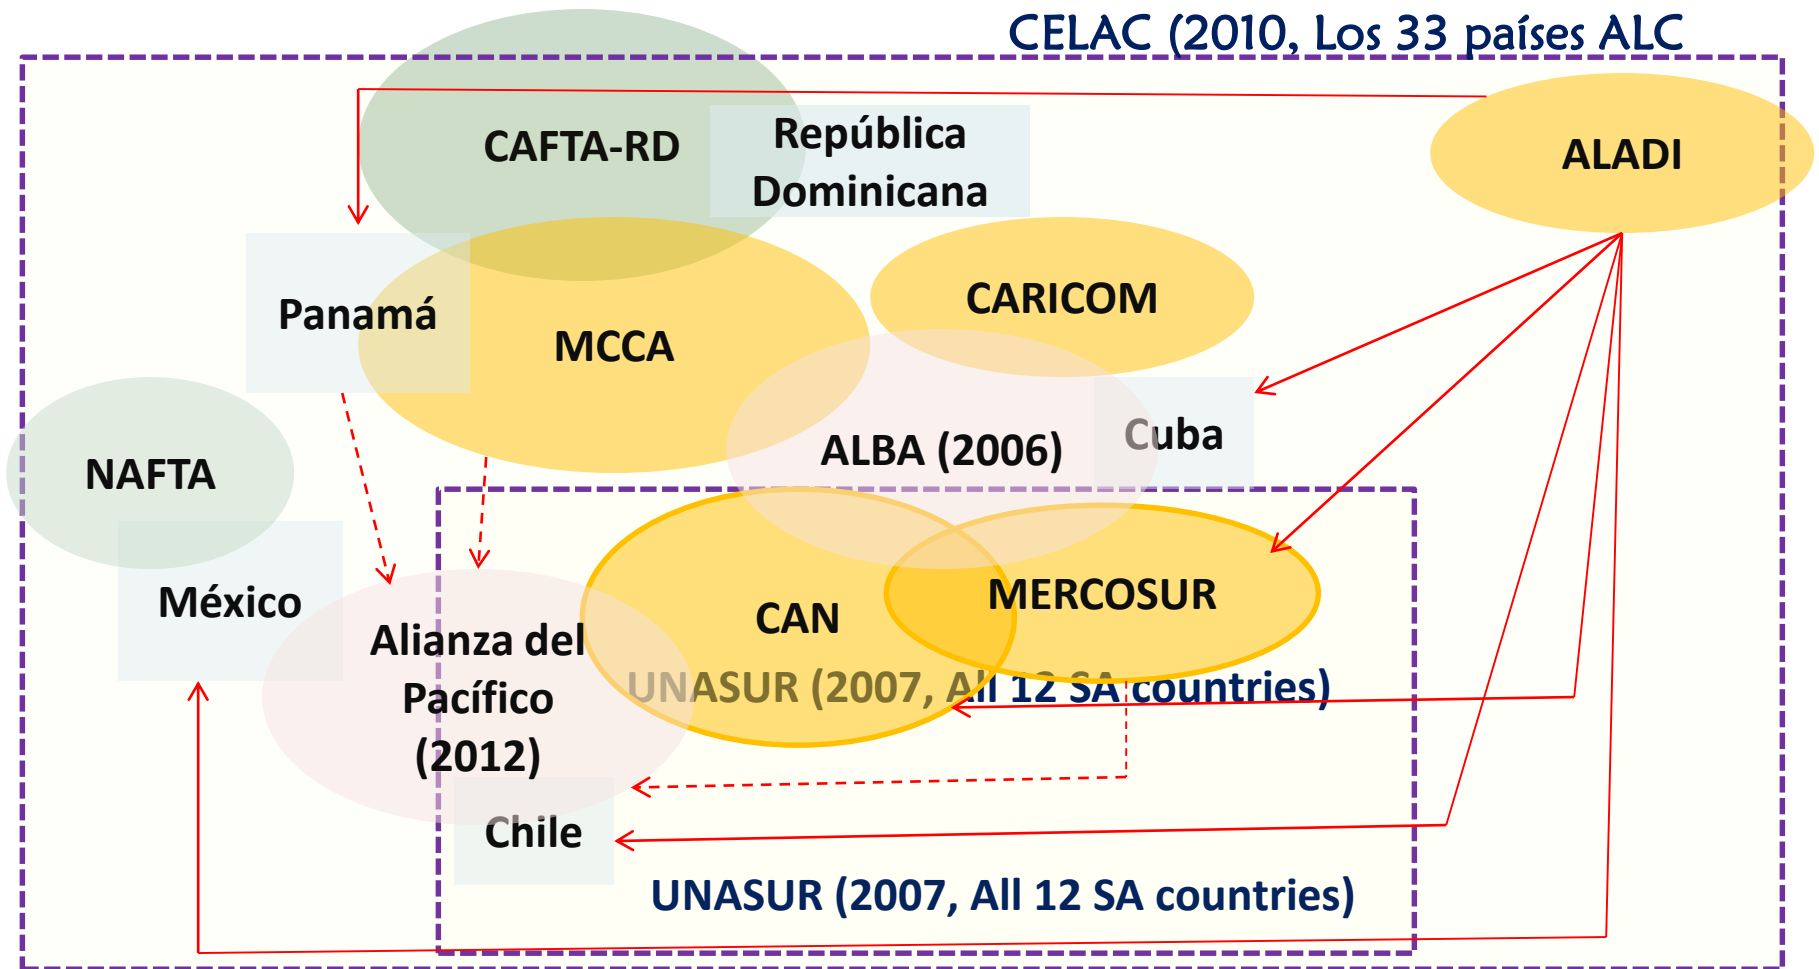 CELAC (2010, Los 33 países ALC
CAFTA-RD
República
Dominicana
ALADI
Panamá
MCCA
CARICOM
ALBA (2006)
Cuba
NAFTA
México
CAN
MERCOSUR
Alianza del
Pacífico
(2012)
UNASUR (2007, All 12 SA countries)
Chile
UNASUR (2007, All 12 SA countries)